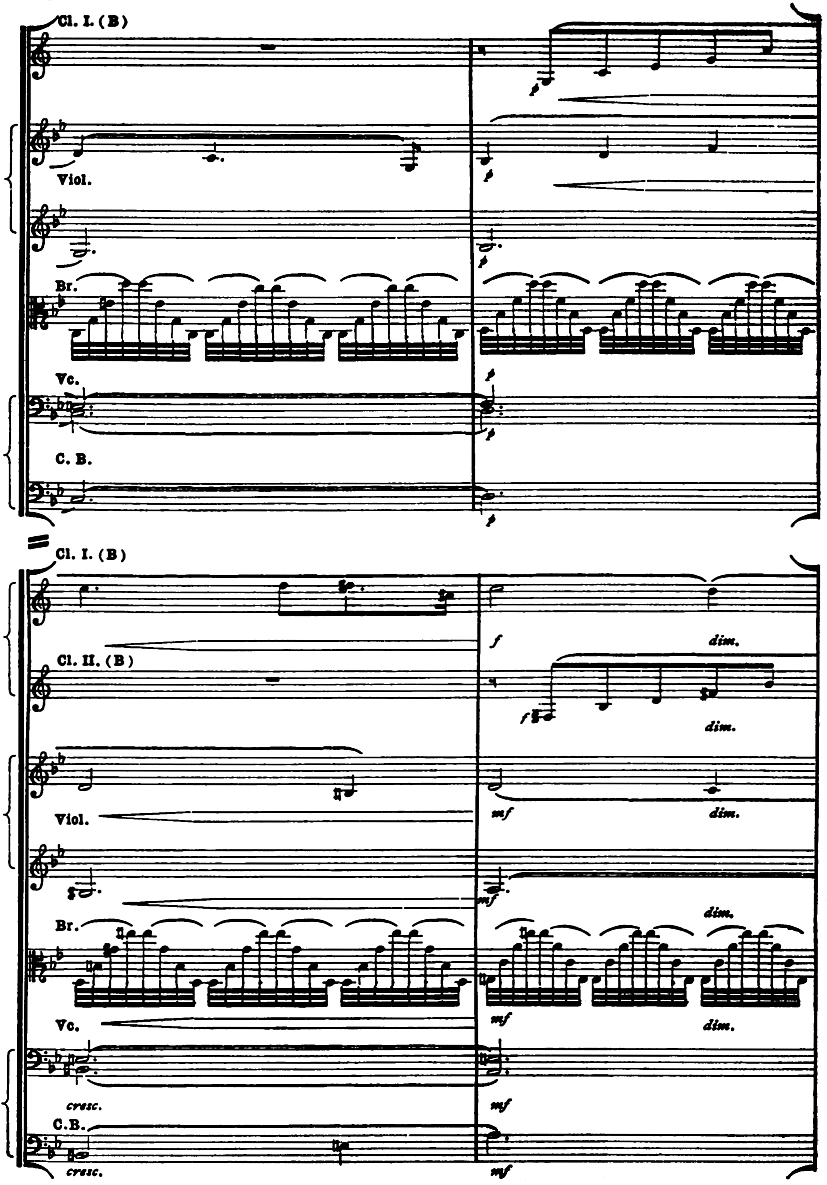 Cl. I. (B)
p
Viol.
p
p
Br.
p
Vc.
p
C. B.
p
Cl. I. (B)
f dim.
Cl. II. (B)
f dim.
Viol.
mf dim.
mf dim.
Br.
mf dim.
Vc.
cresc. mf
C.B.
cresc. mf